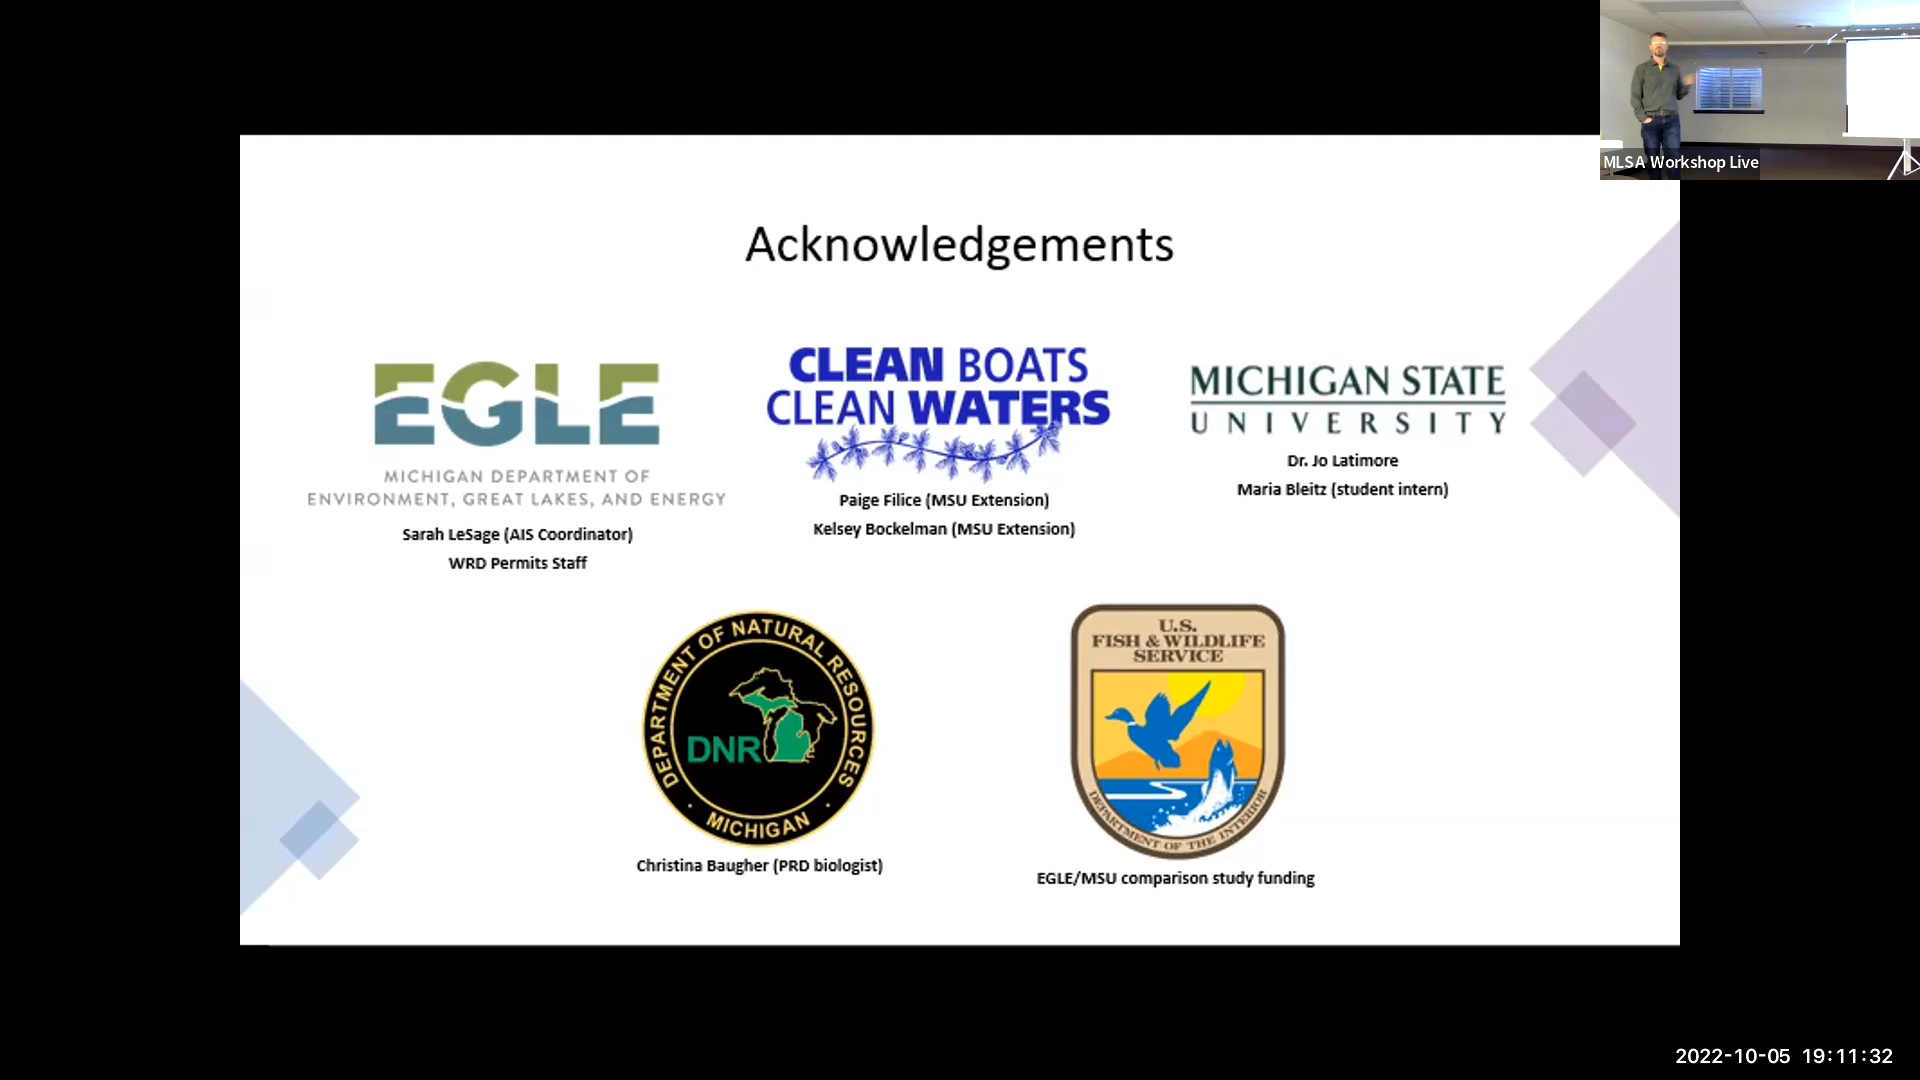 MLSA Workshop Live
Acknowledgements
EGLE
MICHIGAN DEPARTMENT OF
ENVIRONMENT, GREAT LAKES, AND ENERGY
Sarah LeSage (AIS Coordinator)
WRD Permits Staff
CLEAN BOATS
CLEAN WATERS
Paige Filice (MSU Extension)
Kelsey Bockelman (MSU Extension)
MICHIGAN STATE
UNIVERSITY
Dr. Jo Latimore
Maria Bleitz (student intern)
DEPARTMENT OF NATURAL RESOURCES
DNR
MICHIGAN
Christina Baugher (PRD biologist)
U.S.
FISH & WILDLIFE
SERVICE
DEPARTMENT OF THE INTERIOR
EGLE/MSU comparison study funding
2022-10-05 19:11:32